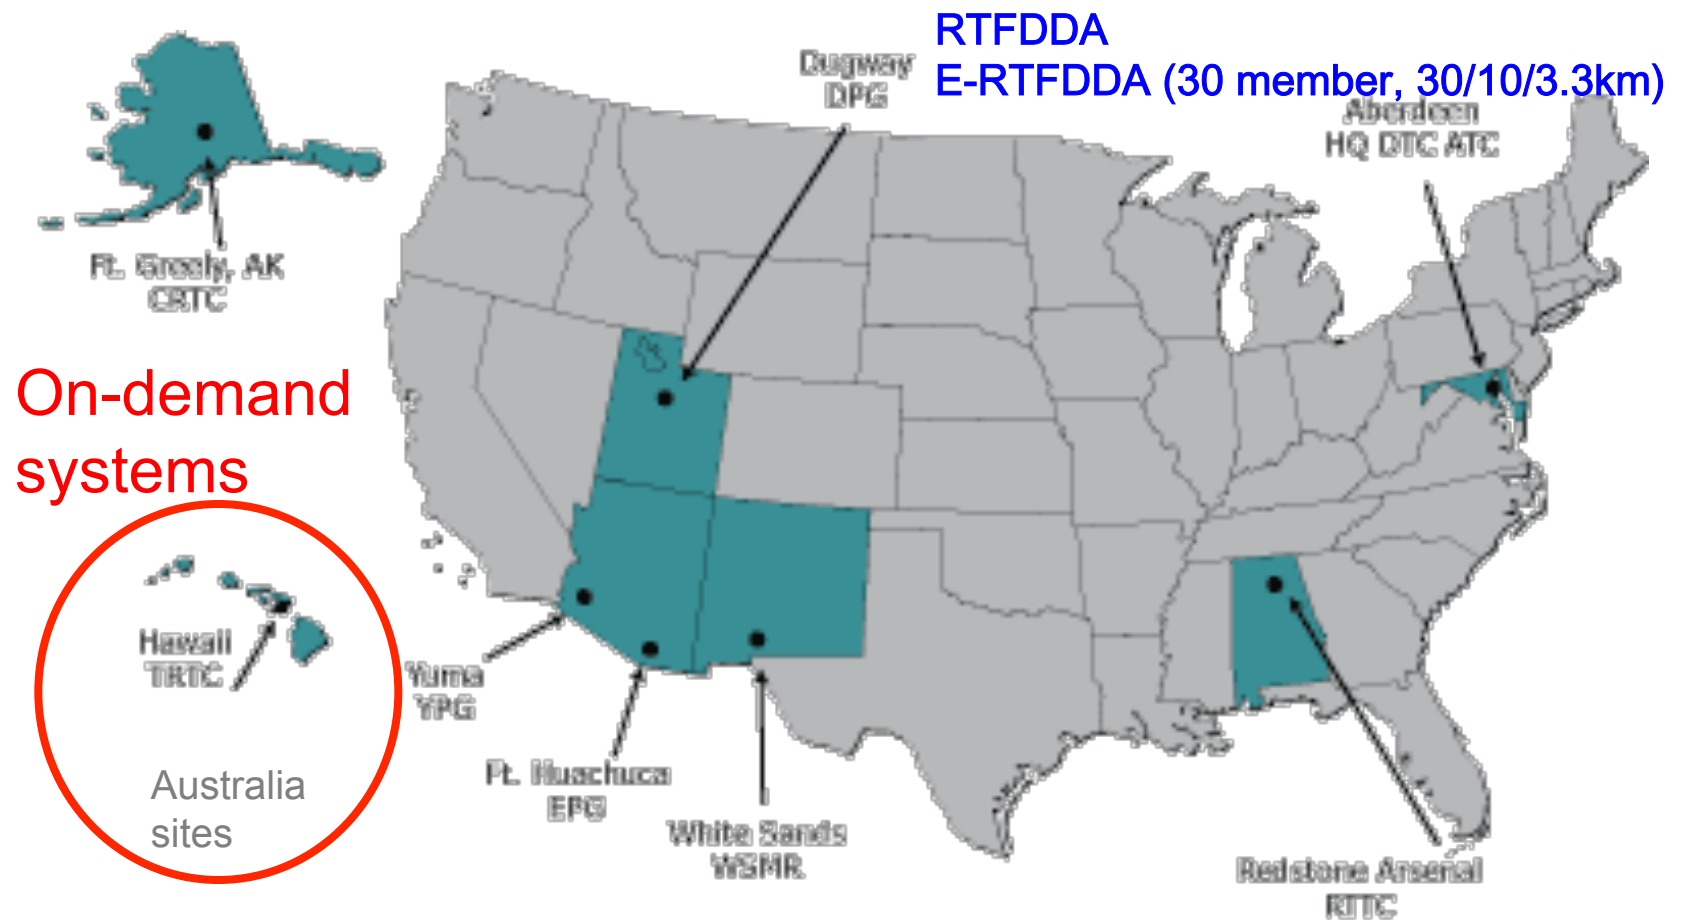 RTFDDA
E-RTFDDA (30 member, 30/10/3.3km)
Dugway
DPG
Aberdeen
HQ DTC ATC
Ft. Greely, AK
CRTC
On-demand
systems
Hawaii
TRTC
Yuma
YPG
Australia
sites
Ft. Huachuca
EPG
White Sands
WSMR
Redstone Arsenal
RTTC